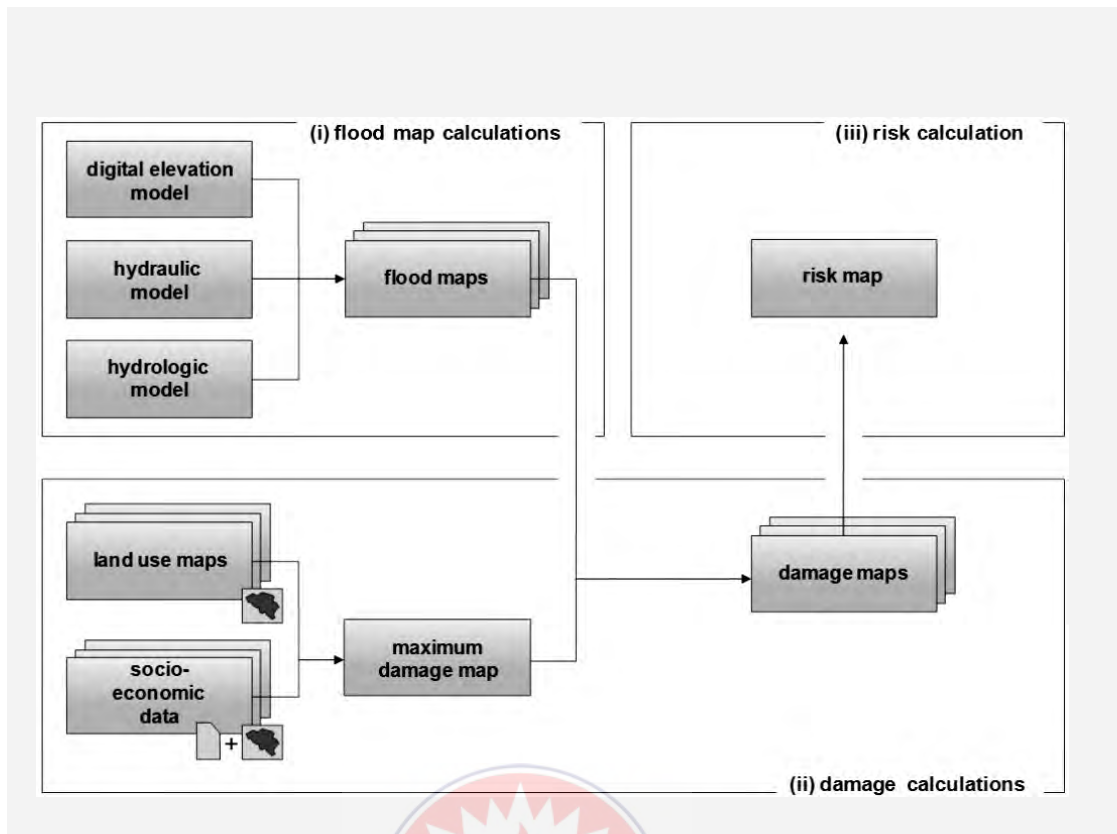 (i) flood map calculations
digital elevation
model
hydraulic
model
hydrologic
model
flood maps
(iii) risk calculation
risk map
land use maps
socio-
economic
data
+
maximum
damage map
damage maps
(ii) damage calculations